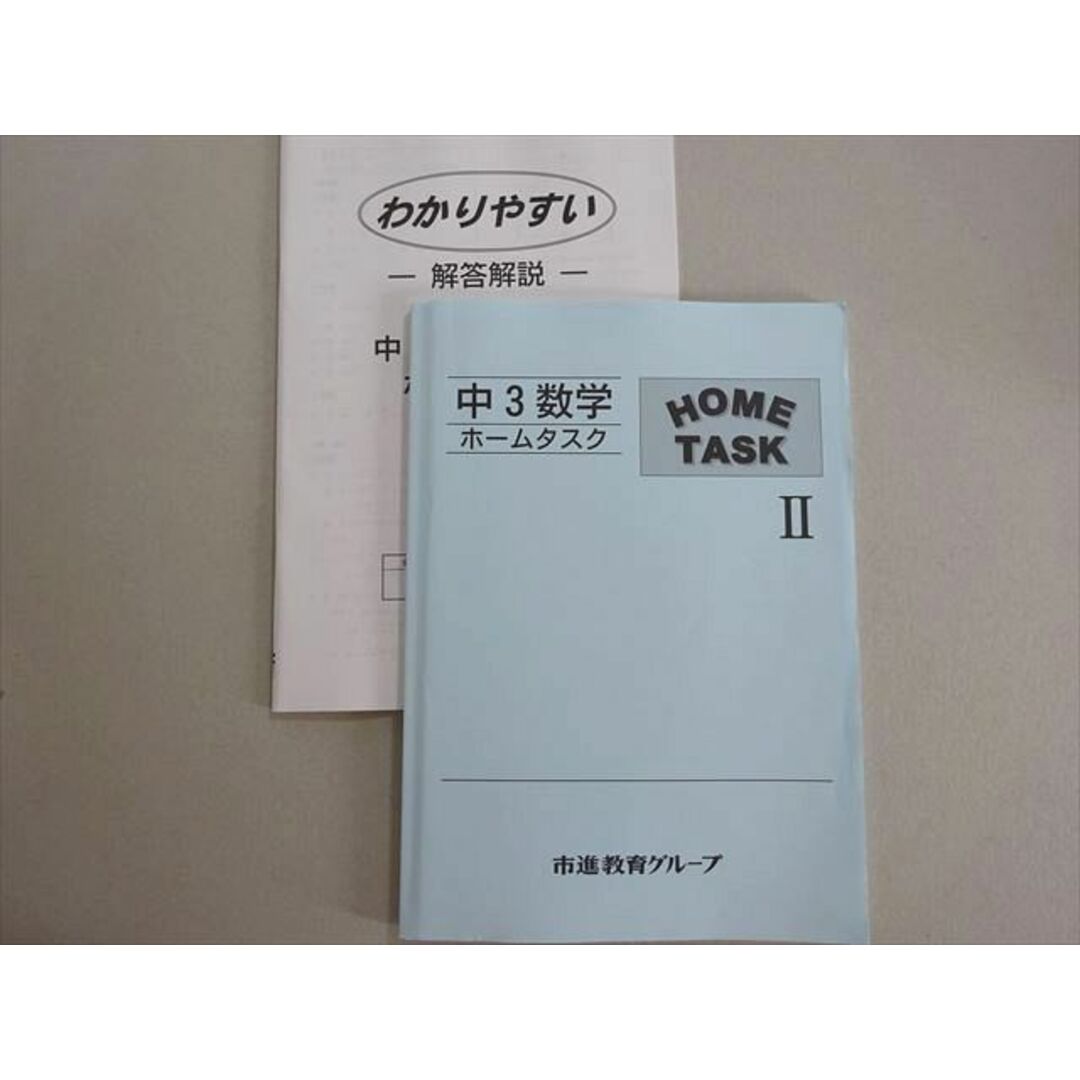 わかりやすい
― 解答解説 ―
中
中3数学
ホームタスク
HOME
TASK
II
市進教育グループ